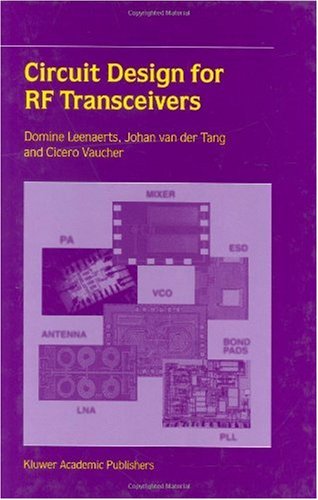 Circuit Design for
RF Transceivers
Domine Leenaerts, Johan van der Tang
and Cicero Vaucher
MIXER
PA
ESD
VCO
ANTENNA
BOND
PADS
LNA
PLL
Kluwer Academic Publishers